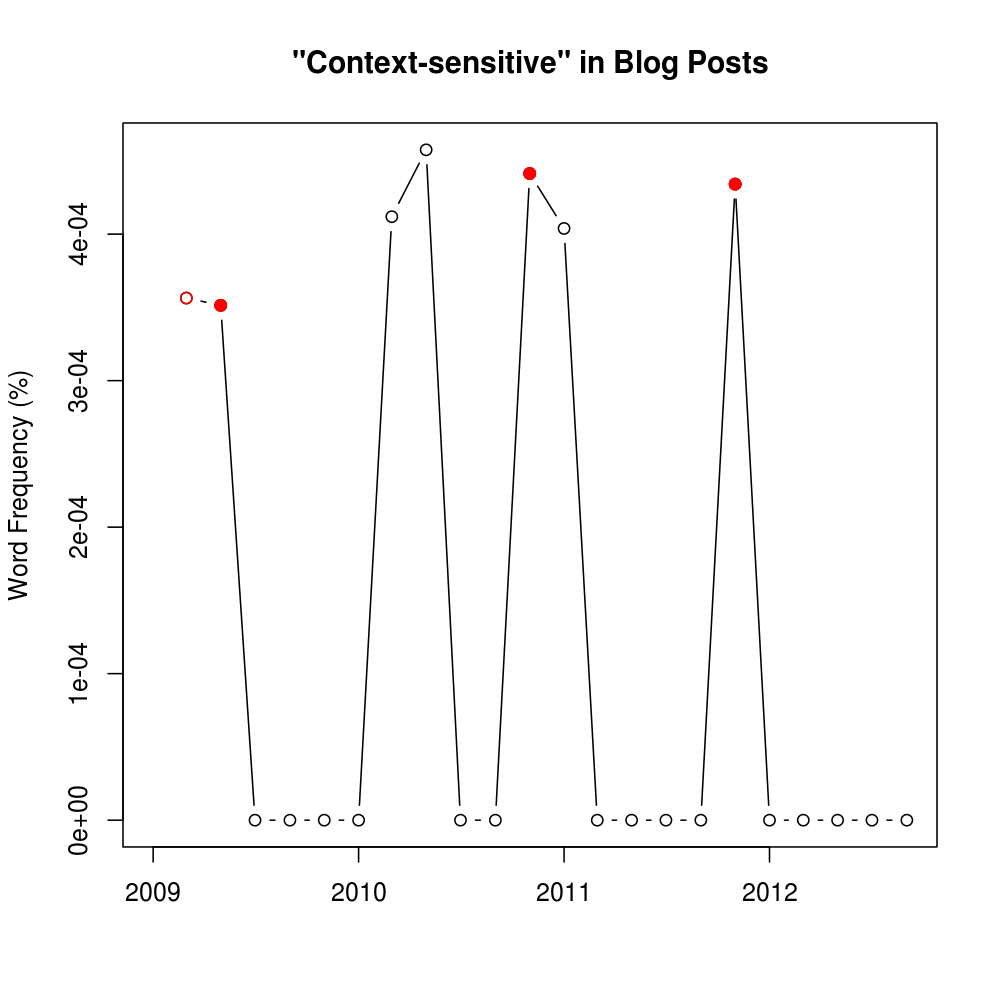 "Context-sensitive" in Blog Posts
Word Frequency (%)
4e-04
3e-04
2e-04
1e-04
0e+00
2009
2010
2011
2012